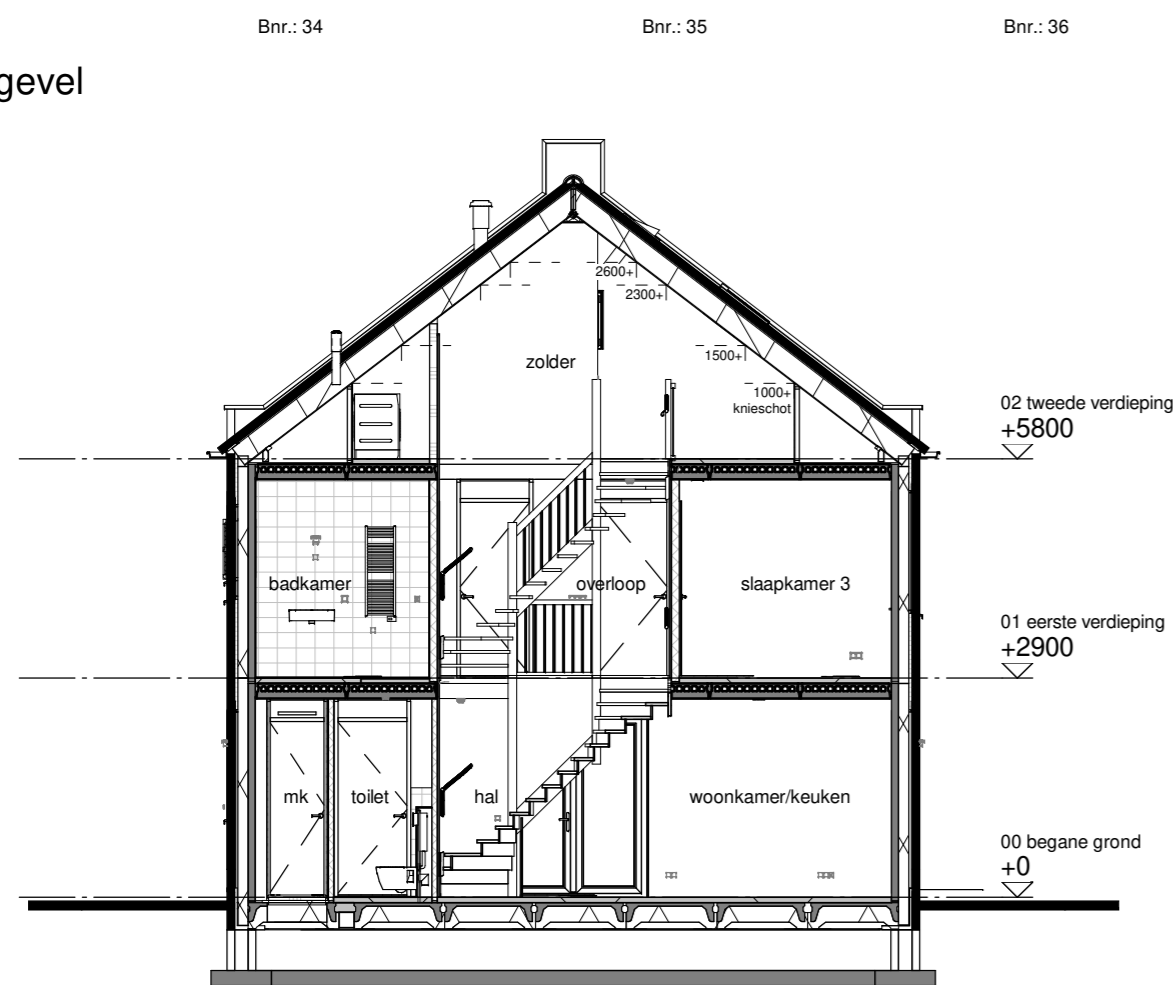 Bnr.: 34
Bnr.: 35
Bnr.: 36
gevel
2600+
2300+
zolder
1500+
1000+
knieschot
02 tweede verdieping
+5800
badkamer
overloop
slaapkamer 3
01 eerste verdieping
+2900
mk
toilet
hal
woonkamer/keuken
00 begane grond
+0